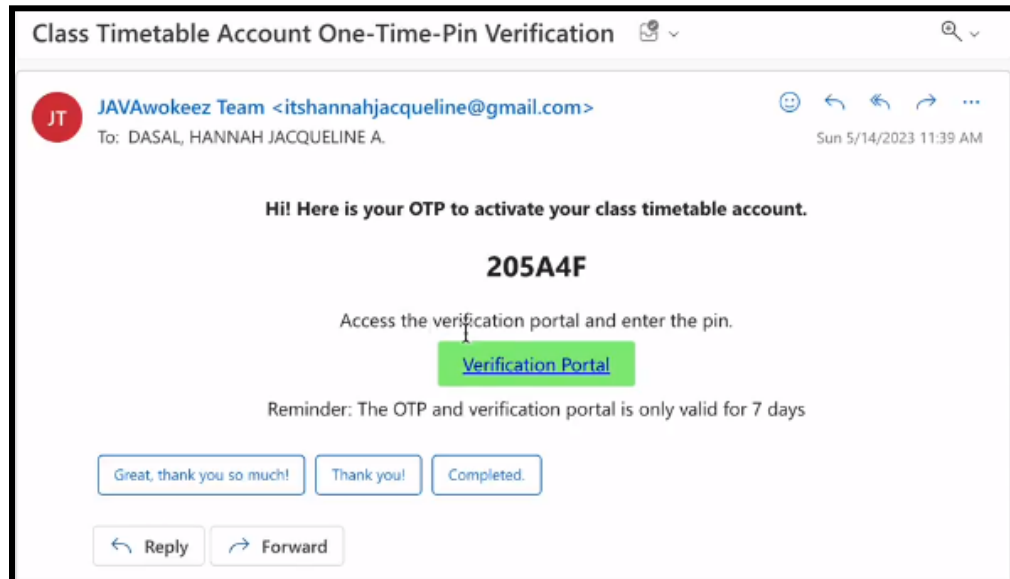 Class Timetable Account One-Time-Pin Verification
JT
JAVAwokeez Team <itshannahjacqueline@gmail.com>
To: DASAL, HANNAH JACQUELINE A.
Sun 5/14/2023 11:39 AM
Hi! Here is your OTP to activate your class timetable account.
205A4F
Access the verification portal and enter the pin.
Verification Portal
Reminder: The OTP and verification portal is only valid for 7 days
Great, thank you so much! Thank you! Completed.
Reply Forward